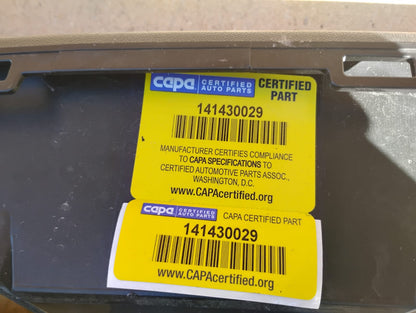 capa CERTIFIED AUTO PARTS CERTIFIED PART
141430029
MANUFACTURER CERTIFIES COMPLIANCE
TO CAPA SPECIFICATIONS TO
CERTIFIED AUTOMOTIVE PARTS ASSOC.,
WASHINGTON, D.C.
www.CAPAcertified.org
capa CERTIFIED AUTO PARTS CAPA CERTIFIED PART
141430029
www.CAPAcertified.org